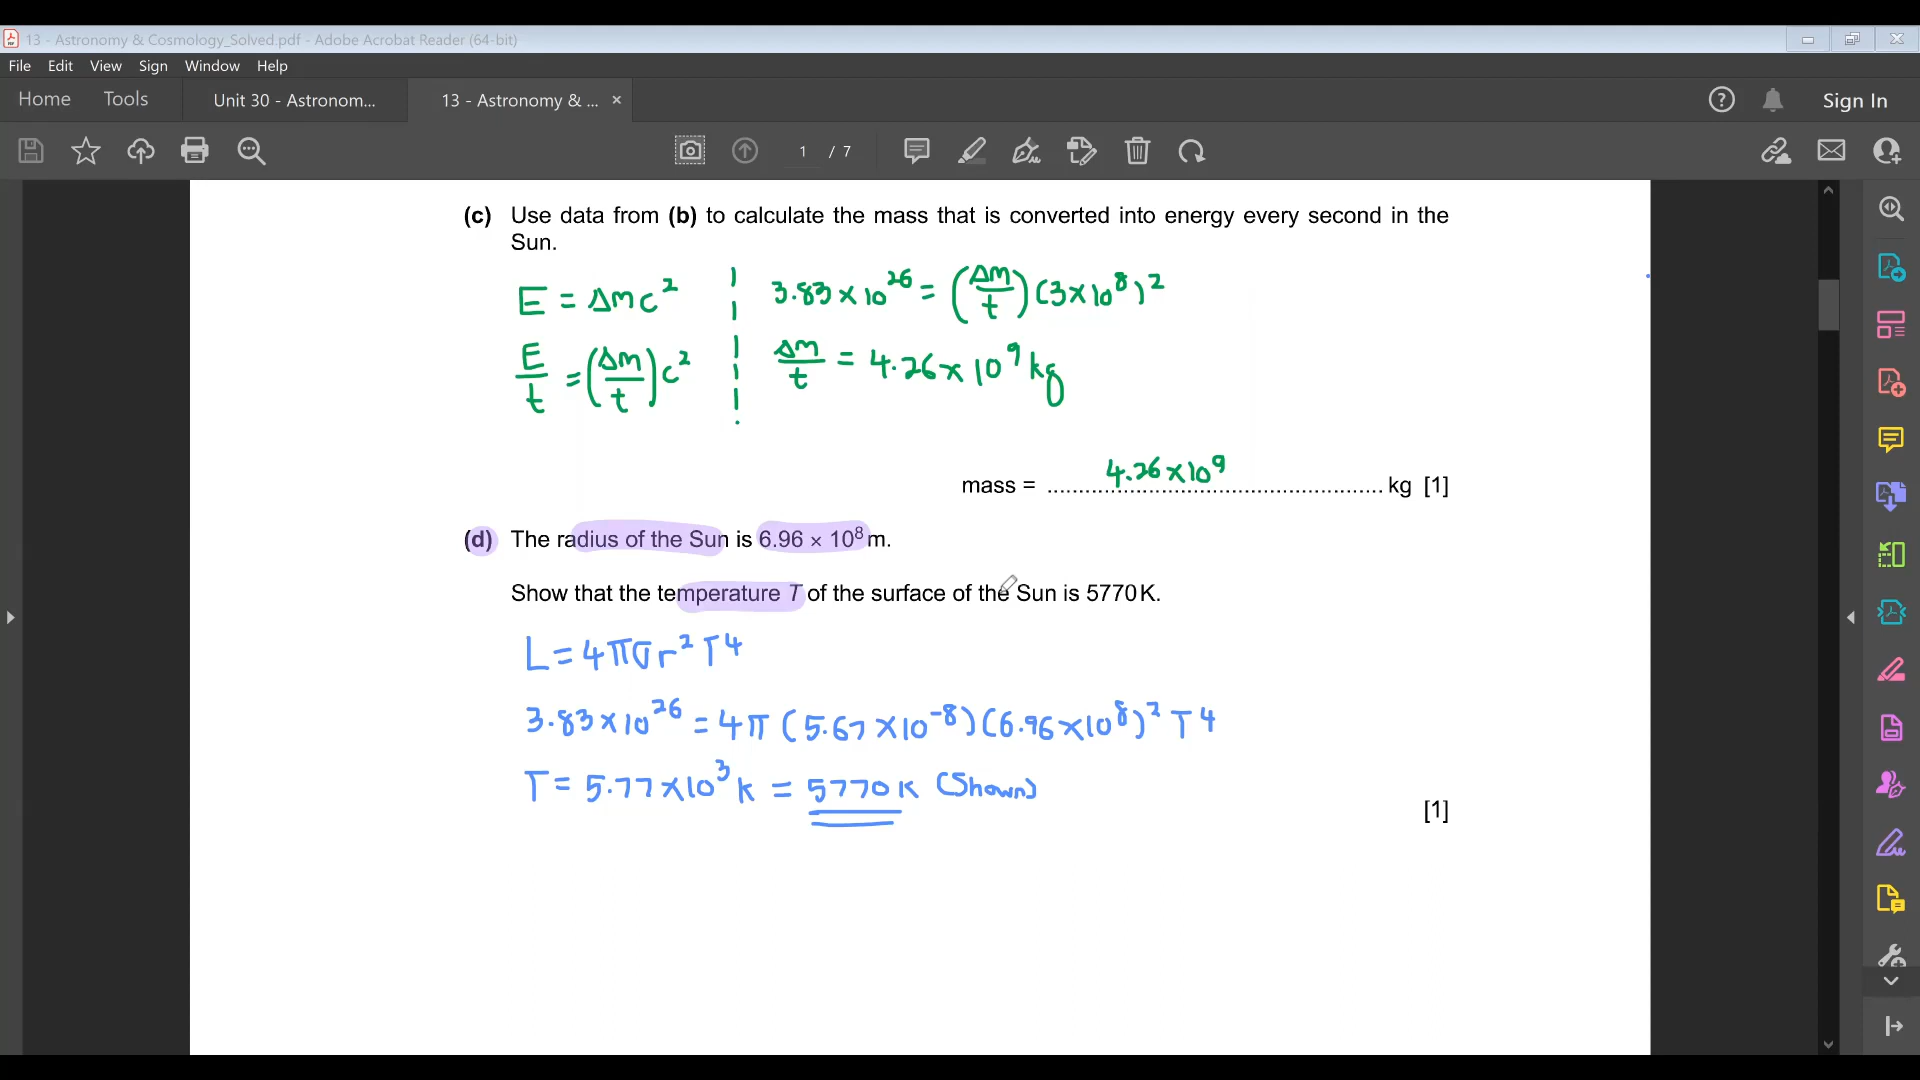 13 - Astronomy & Cosmology_Solved.pdf - Adobe Acrobat Reader (64-bit)
File Edit View Sign Window Help
Home Tools Unit 30 - Astronom... 13 - Astronomy & ... × Sign In
1 / 7
(c) Use data from (b) to calculate the mass that is converted into energy every second in the
Sun.
E = Δmc² 3.83×10²⁶ = (Δm/t)(3×10⁸)²
E/t = (Δm/t)c² Δm/t = 4.26×10⁹ kg
4.26×10⁹
mass = ...................................................... kg [1]
(d) The radius of the Sun is 6.96 × 10⁸ m.
Show that the temperature T of the surface of the Sun is 5770 K.
L = 4πσr²T⁴
3.83×10²⁶ = 4π(5.67×10⁻⁸)(6.96×10⁸)² T⁴
T = 5.77×10³ K = 5770 K (Shown)
[1]